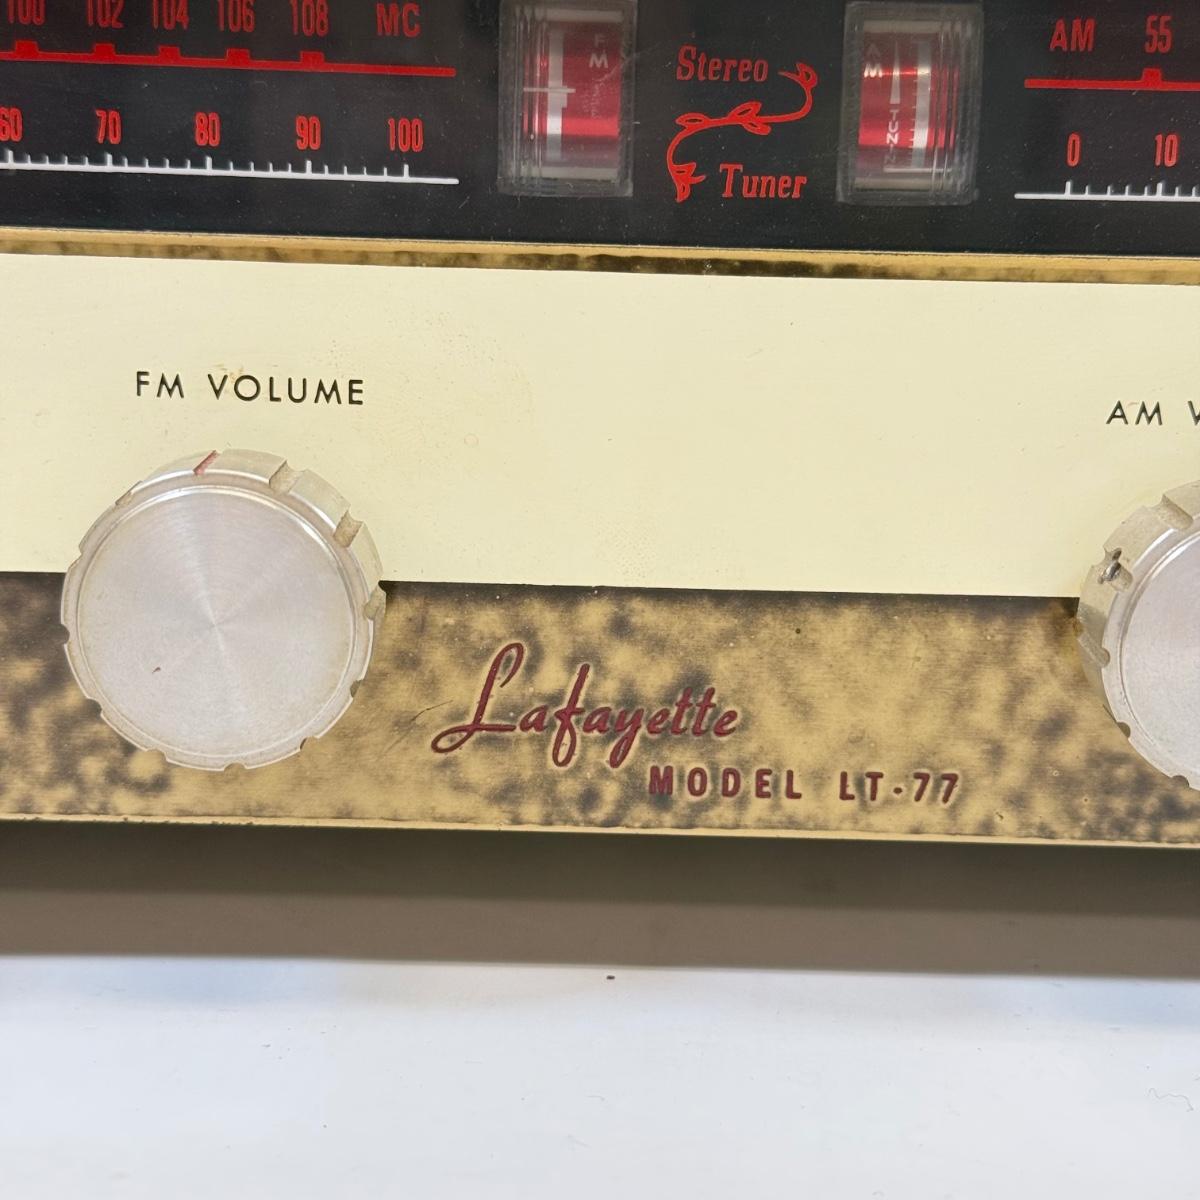 100 102 104 106 108 MC
60 70 80 90 100
FM
Stereo
Tuner
AM
TUNING
AM 55
0 10
FM VOLUME
AM V
Lafayette
MODEL LT-77